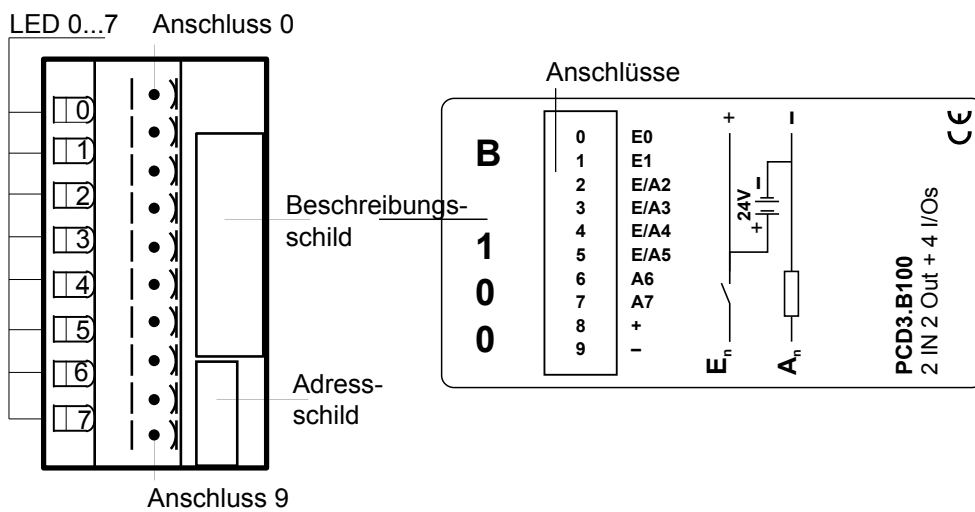 LED 0...7
Anschluss 0
0
1
2
3
4
5
6
7
Beschreibungs-
schild
Adress-
schild
Anschluss 9
Anschlüsse
B
1
0
0
0 E0
1 E1
2 E/A2
3 E/A3
4 E/A4
5 E/A5
6 A6
7 A7
8 +
9 –
+ –
24V
+ –
En
An
PCD3.B100
2 IN 2 Out + 4 I/Os
CE